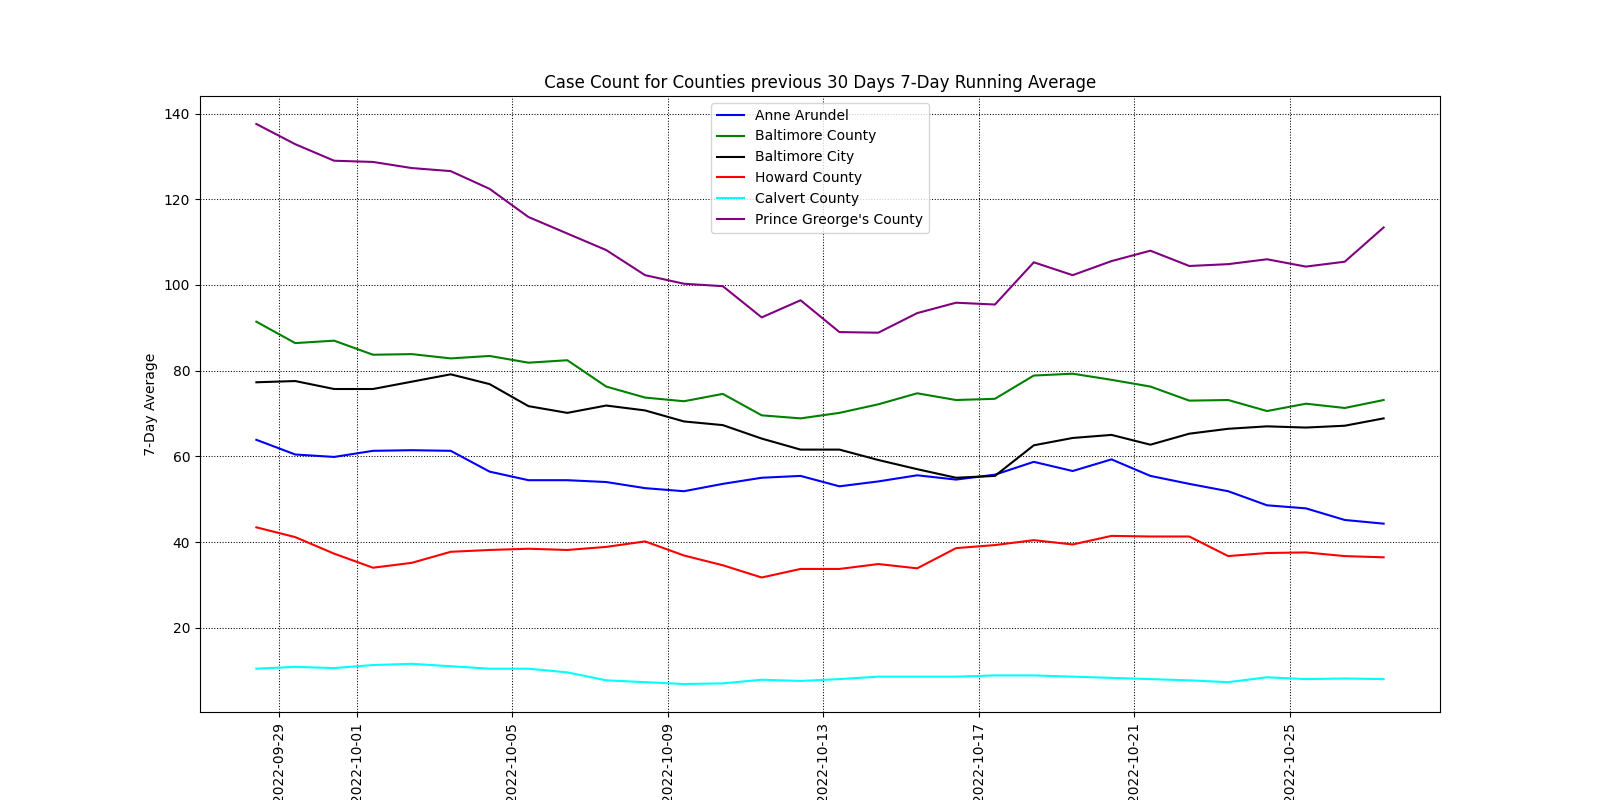 Case Count for Counties previous 30 Days 7-Day Running Average
140
120
100
80
60
40
20
7-Day Average
Anne Arundel
Baltimore County
Baltimore City
Howard County
Calvert County
Prince Greorge's County
2022-09-29
2022-10-01
2022-10-05
2022-10-09
2022-10-13
2022-10-17
2022-10-21
2022-10-25